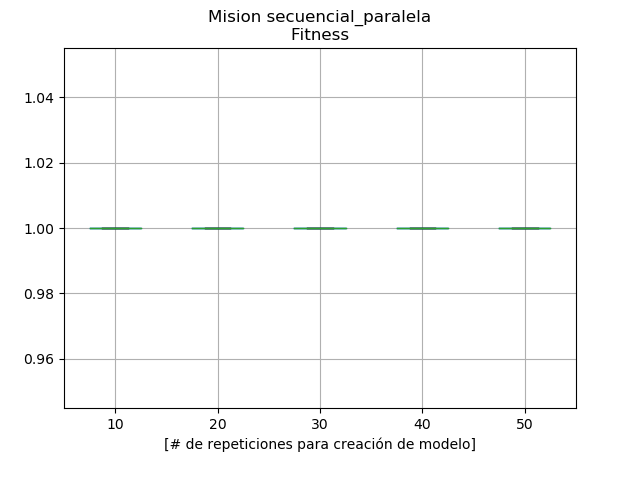 Mision secuencial_paralela
Fitness
1.04
1.02
1.00
0.98
0.96
10 20 30 40 50
[# de repeticiones para creación de modelo]